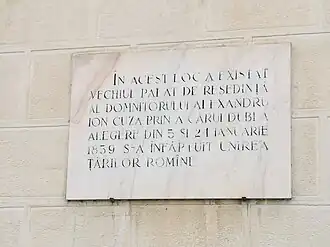 ÎN ACEST LOC A EXISTAT
VECHIUL PALAT DE REȘEDINȚĂ
AL DOMNITORULUI ALEXANDRU
ION CUZA PRIN A CĂRUI DUBLĂ
ALEGERE DIN 5 ȘI 24 IANUARIE
1859 S-A ÎNFĂPTUIT UNIREA
ȚĂRILOR ROMÎNE